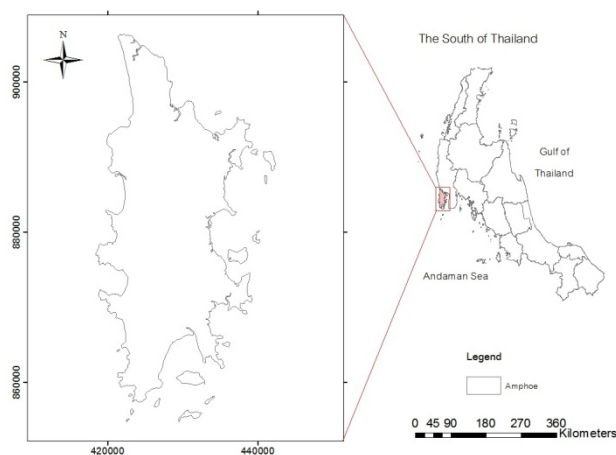 N
900000
880000
860000
420000
440000
The South of Thailand
Gulf of
Thailand
Andaman Sea
Legend
Amphoe
0 45 90 180 270 360
Kilometers